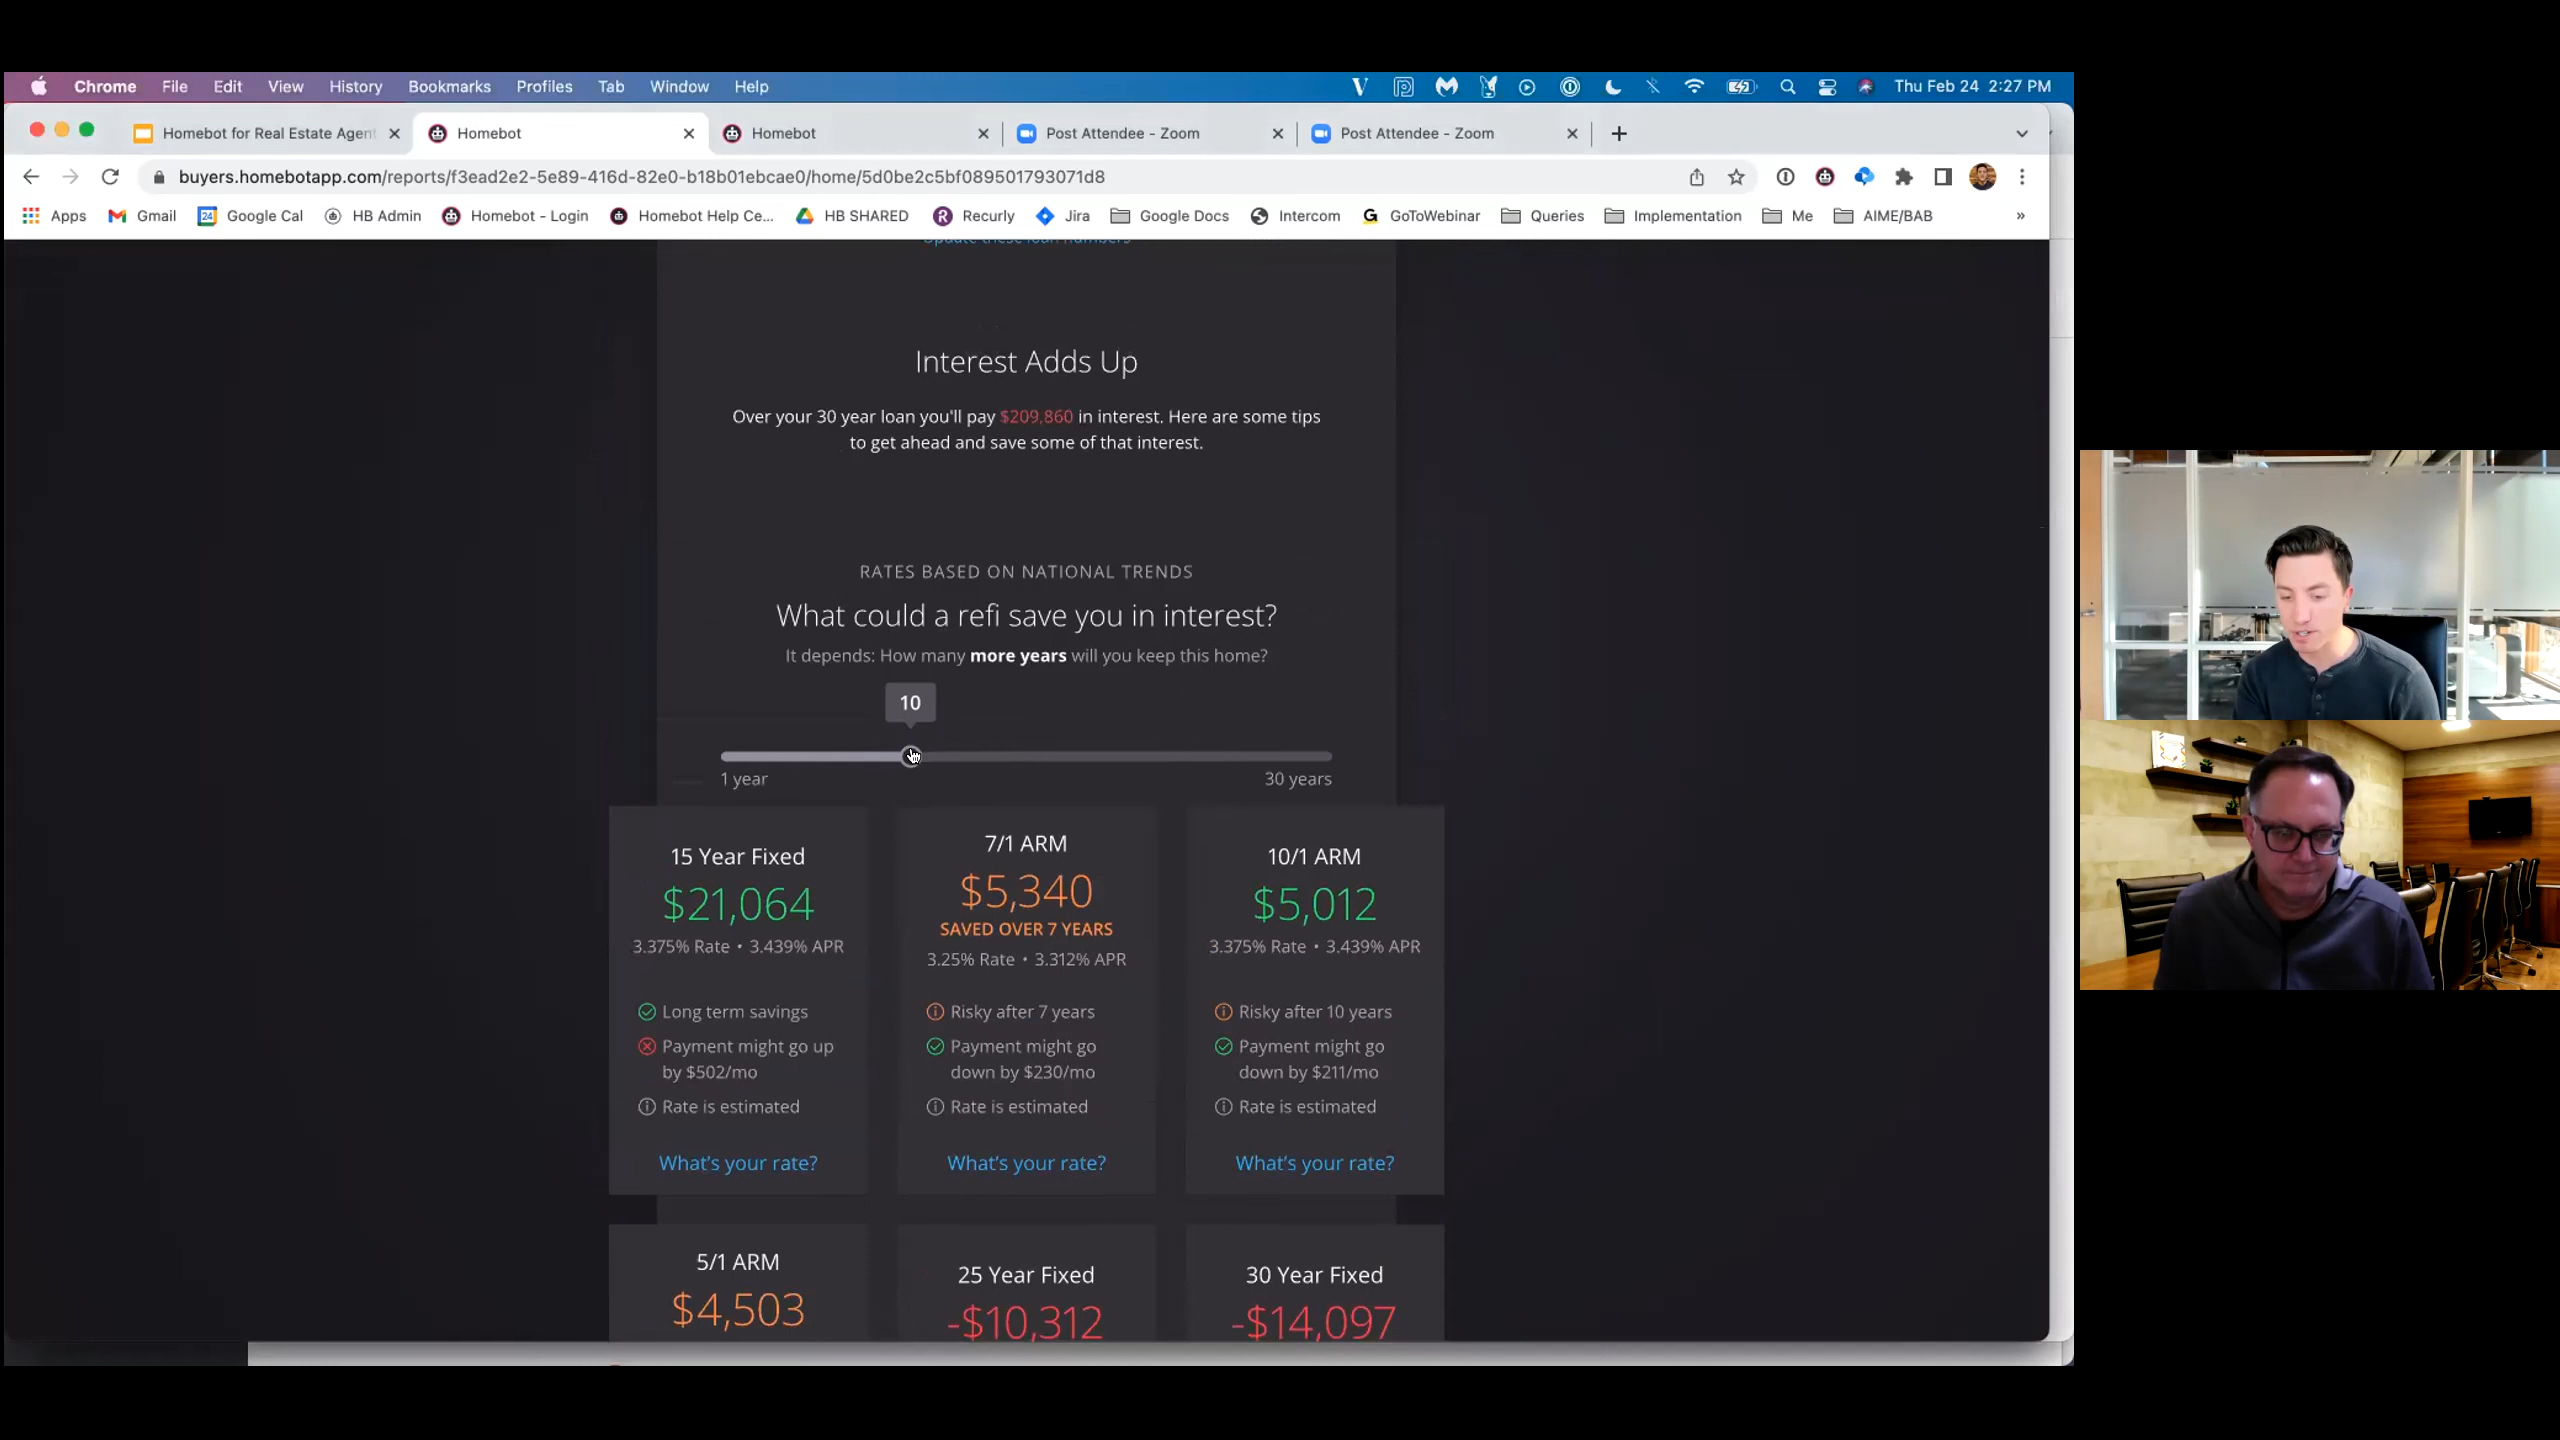 Chrome File Edit View History Bookmarks Profiles Tab Window Help Thu Feb 24 2:27 PM
Homebot for Real Estate Agen Homebot Homebot Post Attendee - Zoom Post Attendee - Zoom
buyers.homebotapp.com/reports/f3ead2e2-5e89-416d-82e0-b18b01ebcae0/home/5d0be2c5bf089501793071d8
Apps Gmail 24 Google Cal HB Admin Homebot - Login Homebot Help Ce... HB SHARED Recurly Jira Google Docs Intercom GoToWebinar Queries Implementation Me AIME/BAB »
Update these loan numbers
Interest Adds Up
Over your 30 year loan you'll pay $209,860 in interest. Here are some tips
to get ahead and save some of that interest.
RATES BASED ON NATIONAL TRENDS
What could a refi save you in interest?
It depends: How many more years will you keep this home?
10
1 year 30 years
15 Year Fixed
$21,064
3.375% Rate • 3.439% APR
Long term savings
Payment might go up
by $502/mo
Rate is estimated
What's your rate?
7/1 ARM
$5,340
SAVED OVER 7 YEARS
3.25% Rate • 3.312% APR
Risky after 7 years
Payment might go
down by $230/mo
Rate is estimated
What's your rate?
10/1 ARM
$5,012
3.375% Rate • 3.439% APR
Risky after 10 years
Payment might go
down by $211/mo
Rate is estimated
What's your rate?
5/1 ARM
$4,503
25 Year Fixed
-$10,312
30 Year Fixed
-$14,097